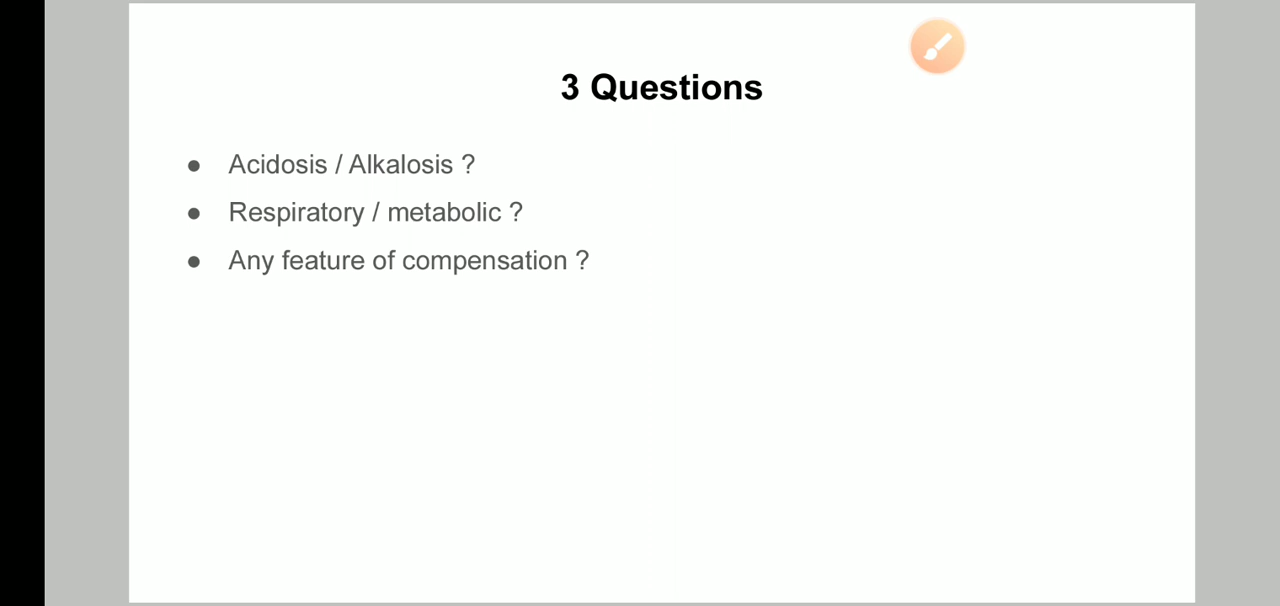 3 Questions
● Acidosis / Alkalosis ?
● Respiratory / metabolic ?
● Any feature of compensation ?